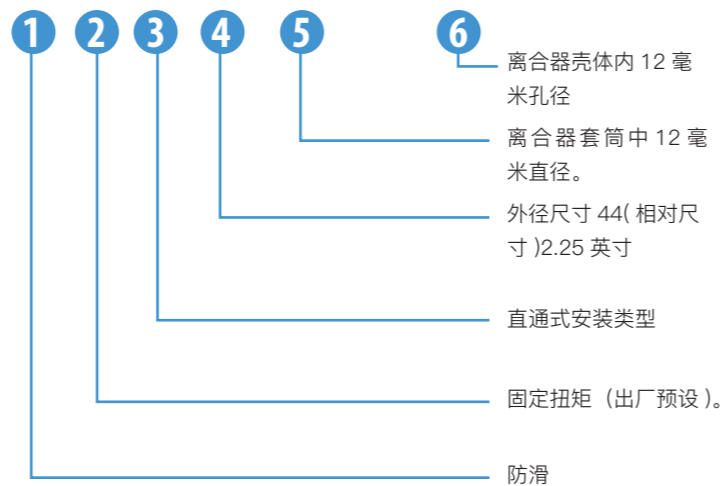 1 2 3 4 5 6
离合器壳体内 12 毫
米孔径
离合器套筒中 12 毫
米直径。
外径尺寸 44( 相对尺
寸 )2.25 英寸
直通式安装类型
固定扭矩（出厂预设 )。
防滑